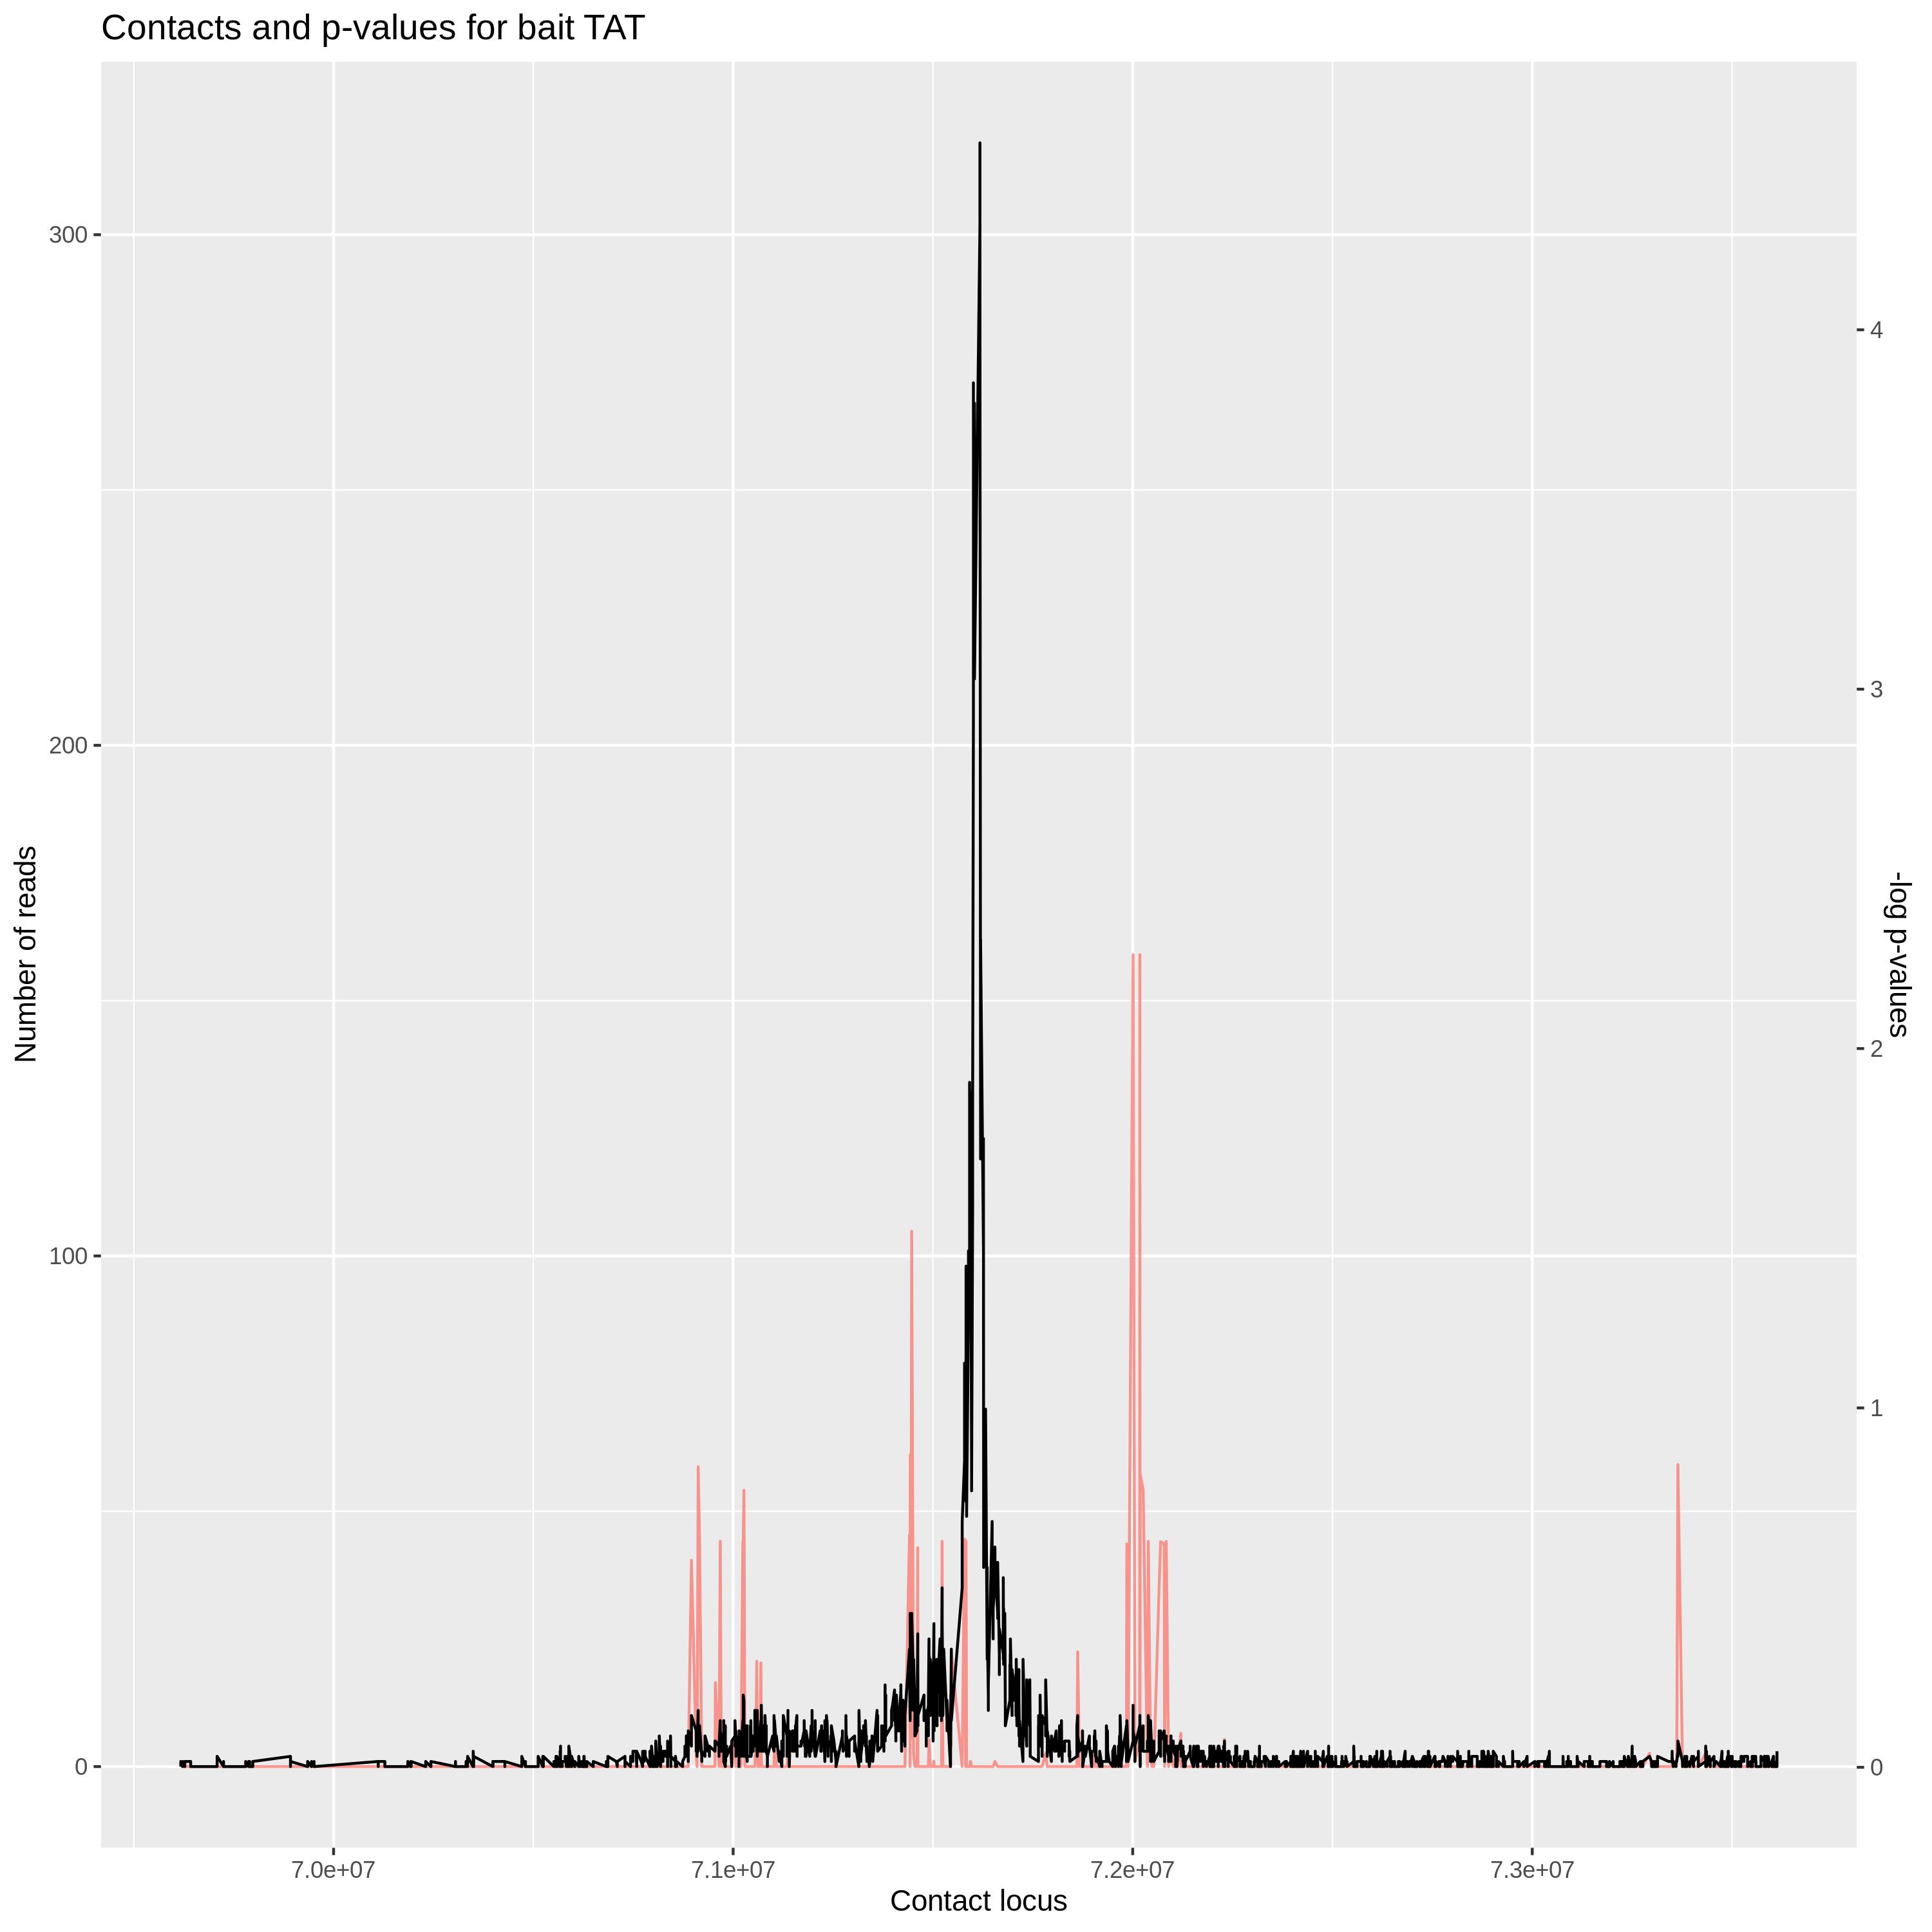 Contacts and p-values for bait TAT
Number of reads
300
200
100
0
4
3
2
1
0
-log p-values
7.0e+07
7.1e+07
7.2e+07
7.3e+07
Contact locus